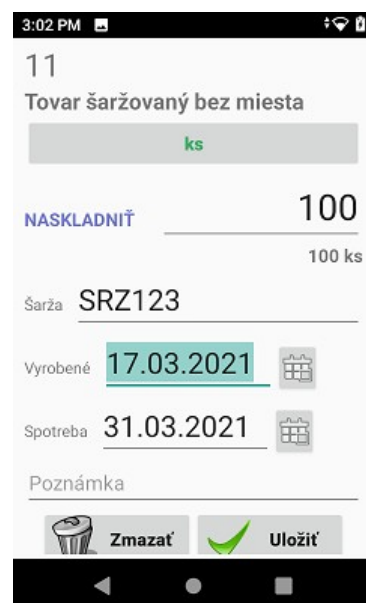 3:02 PM
11
Tovar šaržovaný bez miesta
ks
NASKLADNIŤ 100
100 ks
Šarža SRZ123
Vyrobené 17.03.2021
Spotreba 31.03.2021
Poznámka
Zmazať Uložiť